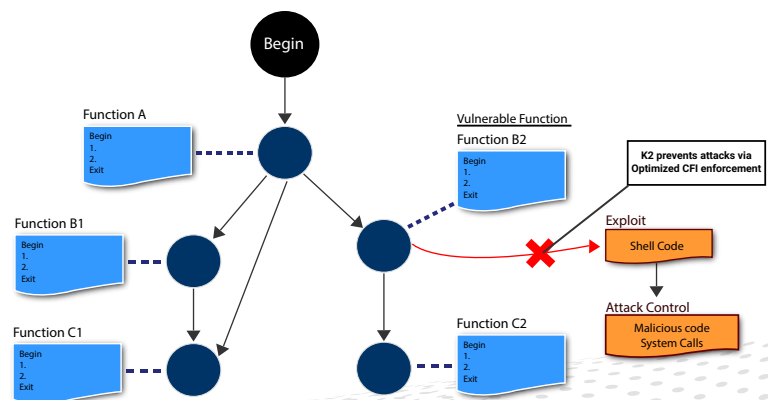 Begin
Function A
Begin
1.
2.
Exit
Vulnerable Function
Function B2
Begin
1.
2.
Exit
K2 prevents attacks via
Optimized CFI enforcement
Function B1
Begin
1.
2.
Exit
Exploit
Shell Code
Attack Control
Malicious code
System Calls
Function C1
Begin
1.
2.
Exit
Function C2
Begin
1.
2.
Exit